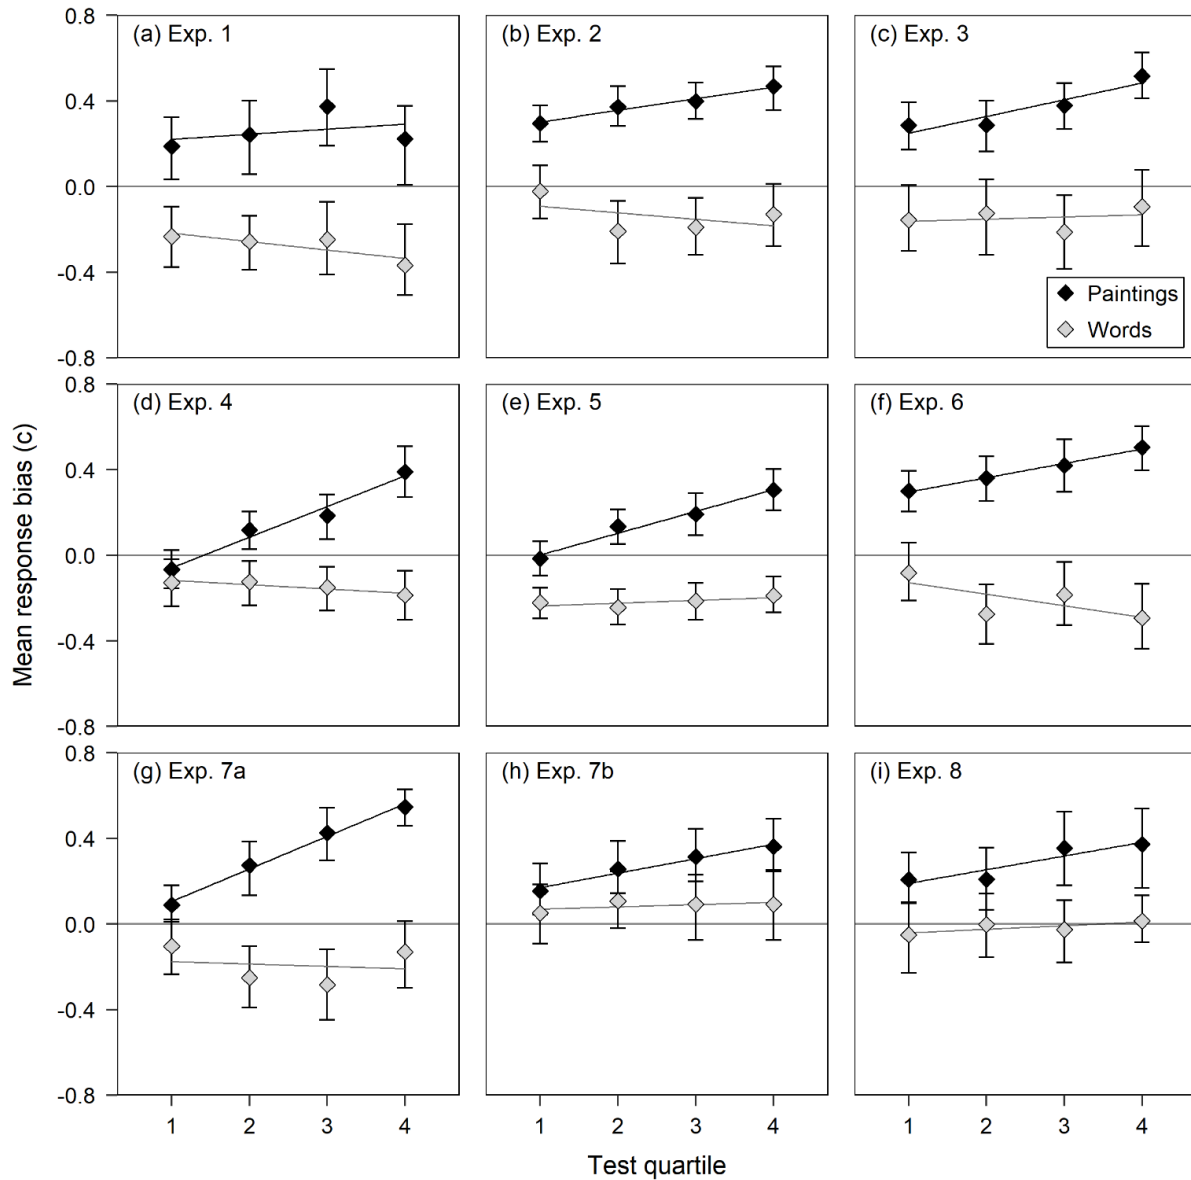 0.8
0.4
0.0
-0.4
-0.8
(a) Exp. 1
(b) Exp. 2
(c) Exp. 3
Paintings
Words
0.8
0.4
0.0
-0.4
-0.8
(d) Exp. 4
(e) Exp. 5
(f) Exp. 6
Mean response bias (c)
0.8
0.4
0.0
-0.4
-0.8
(g) Exp. 7a
(h) Exp. 7b
(i) Exp. 8
1 2 3 4
1 2 3 4
1 2 3 4
Test quartile